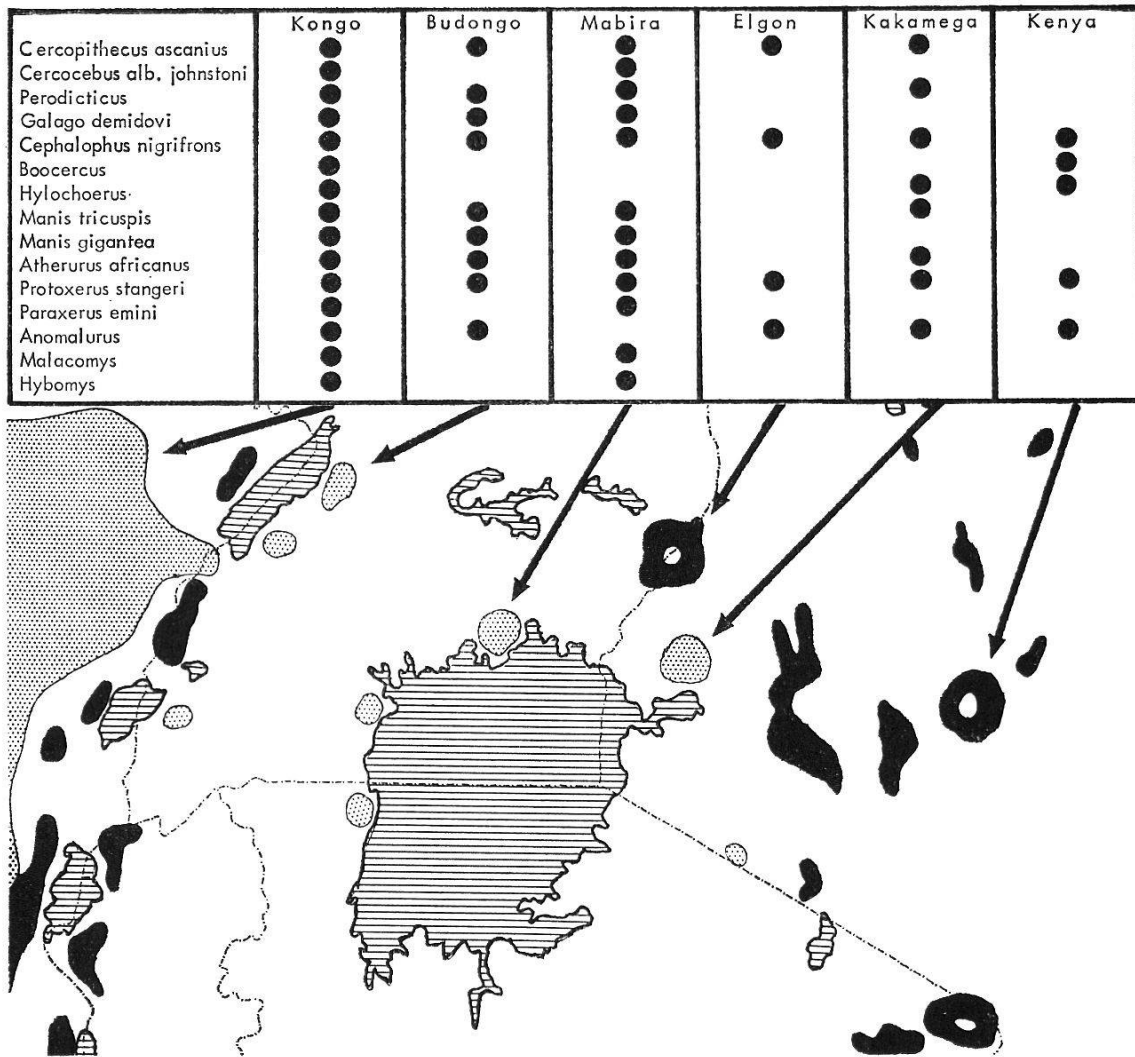 Kongo Budongo Mabira Elgon Kakamega Kenya
Cercopithecus ascanius
Cercocebus alb. johnstoni
Perodicticus
Galago demidovi
Cephalophus nigrifrons
Boocercus
Hylochoerus
Manis tricuspis
Manis gigantea
Atherurus africanus
Protoxerus stangeri
Paraxerus emini
Anomalurus
Malacomys
Hybomys